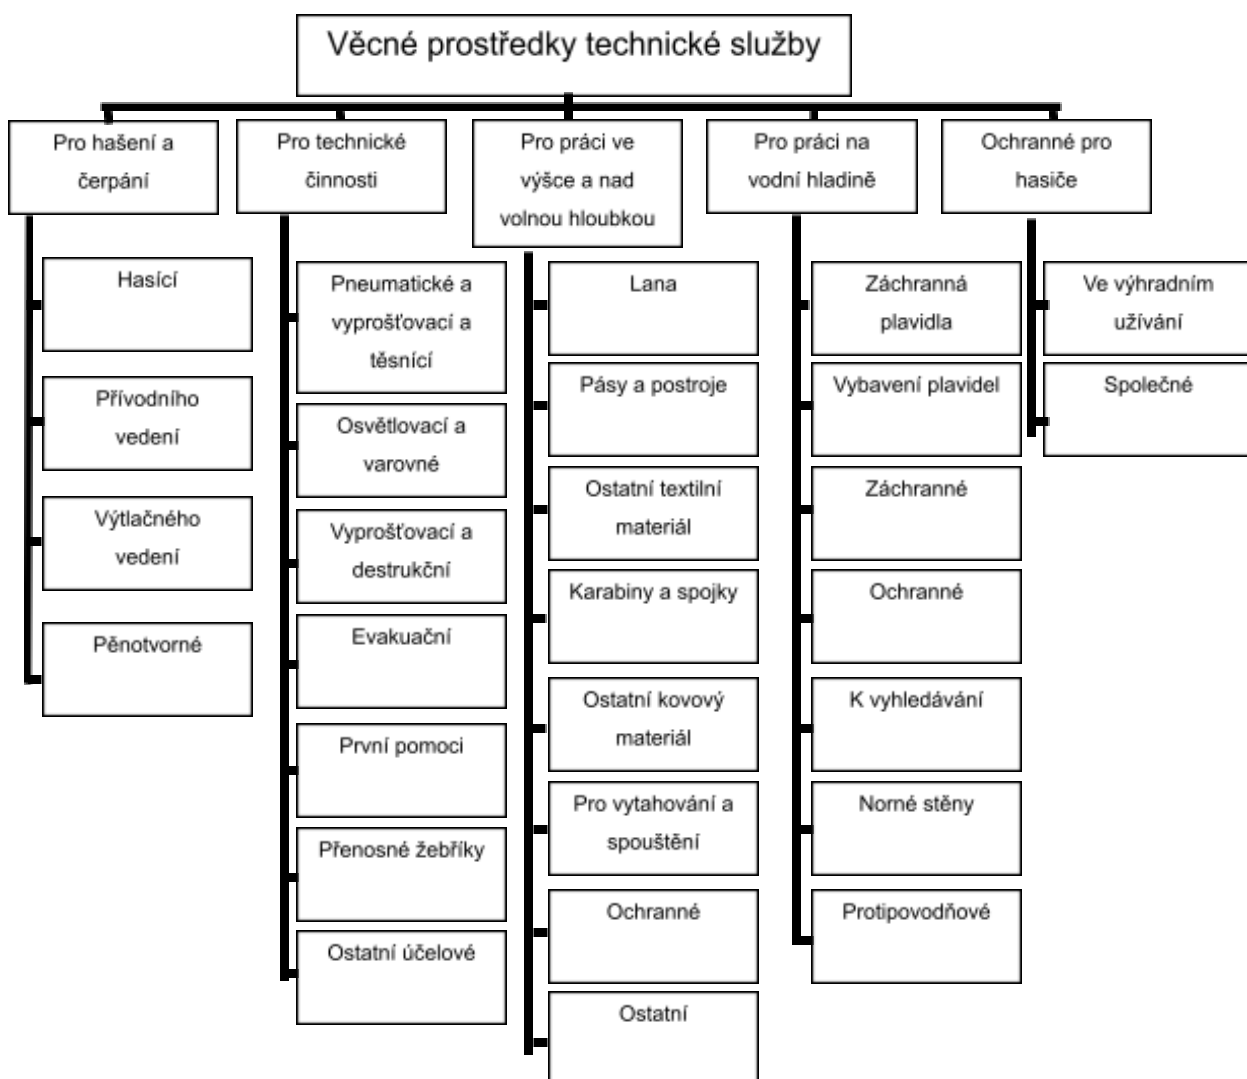 Věcné prostředky technické služby
Pro hašení a
čerpání
Pro technické
činnosti
Pro práci ve
výšce a nad
volnou hloubkou
Pro práci na
vodní hladině
Ochranné pro
hasiče
Hasící
Přívodního
vedení
Výtlačného
vedení
Pěnotvorné
Pneumatické a
vyprošťovací a
těsnící
Osvětlovací a
varovné
Vyprošťovací a
destrukční
Evakuační
První pomoci
Přenosné žebříky
Ostatní účelové
Lana
Pásy a postroje
Ostatní textilní
materiál
Karabiny a spojky
Ostatní kovový
materiál
Pro vytahování a
spouštění
Ochranné
Ostatní
Záchranná
plavidla
Vybavení plavidel
Záchranné
Ochranné
K vyhledávání
Norné stěny
Protipovodňové
Ve výhradním
užívání
Společné